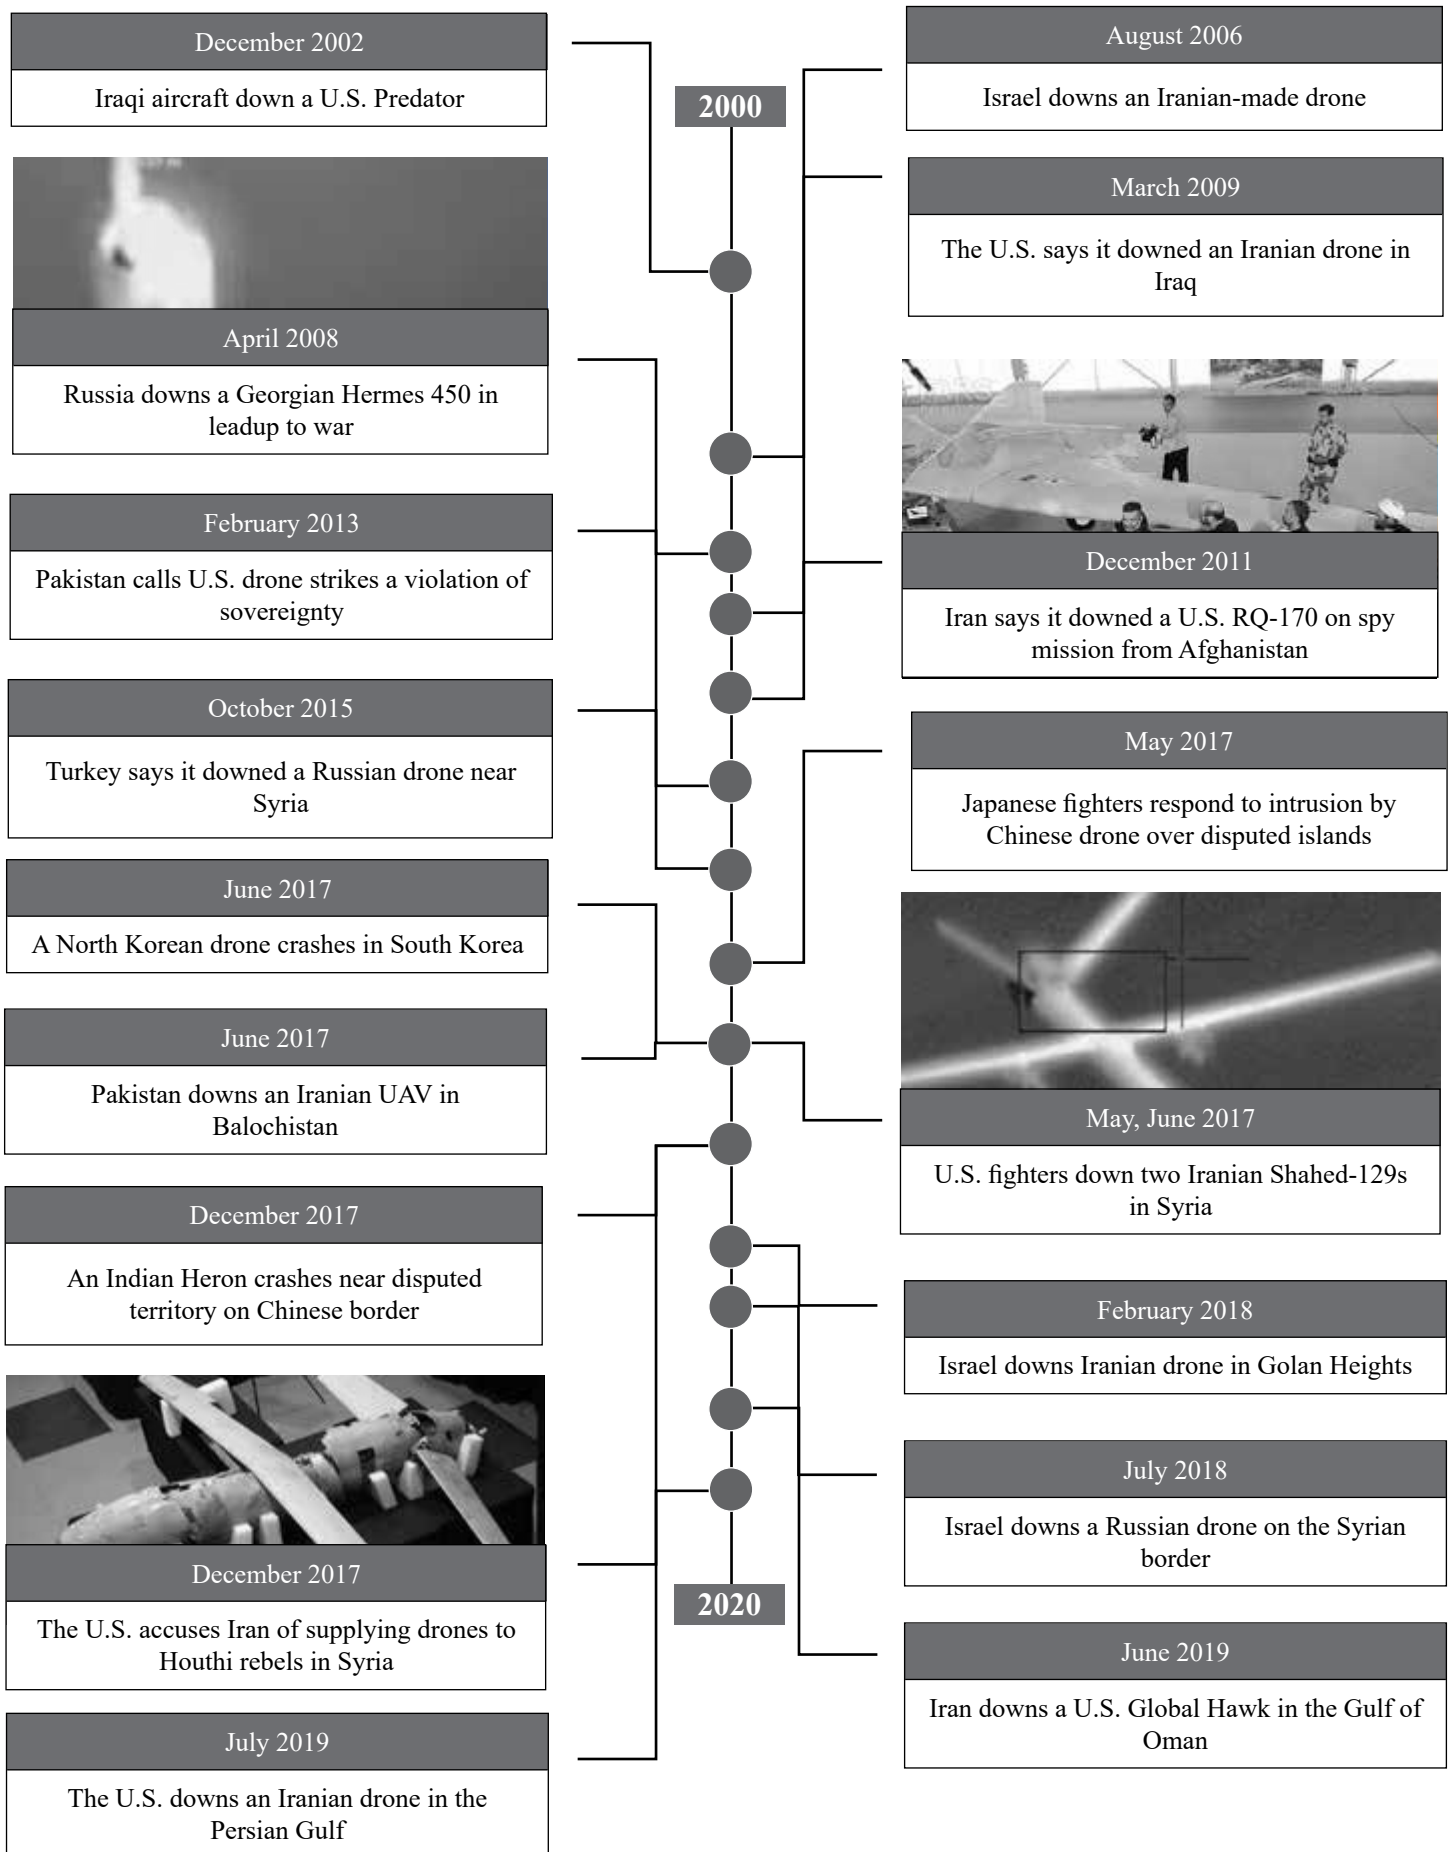 December 2002
Iraqi aircraft down a U.S. Predator
April 2008
Russia downs a Georgian Hermes 450 in
leadup to war
February 2013
Pakistan calls U.S. drone strikes a violation of
sovereignty
October 2015
Turkey says it downed a Russian drone near
Syria
June 2017
A North Korean drone crashes in South Korea
June 2017
Pakistan downs an Iranian UAV in
Balochistan
December 2017
An Indian Heron crashes near disputed
territory on Chinese border
December 2017
The U.S. accuses Iran of supplying drones to
Houthi rebels in Syria
July 2019
The U.S. downs an Iranian drone in the
Persian Gulf
2000
2020
August 2006
Israel downs an Iranian-made drone
March 2009
The U.S. says it downed an Iranian drone in
Iraq
December 2011
Iran says it downed a U.S. RQ-170 on spy
mission from Afghanistan
May 2017
Japanese fighters respond to intrusion by
Chinese drone over disputed islands
May, June 2017
U.S. fighters down two Iranian Shahed-129s
in Syria
February 2018
Israel downs Iranian drone in Golan Heights
July 2018
Israel downs a Russian drone on the Syrian
border
June 2019
Iran downs a U.S. Global Hawk in the Gulf of
Oman